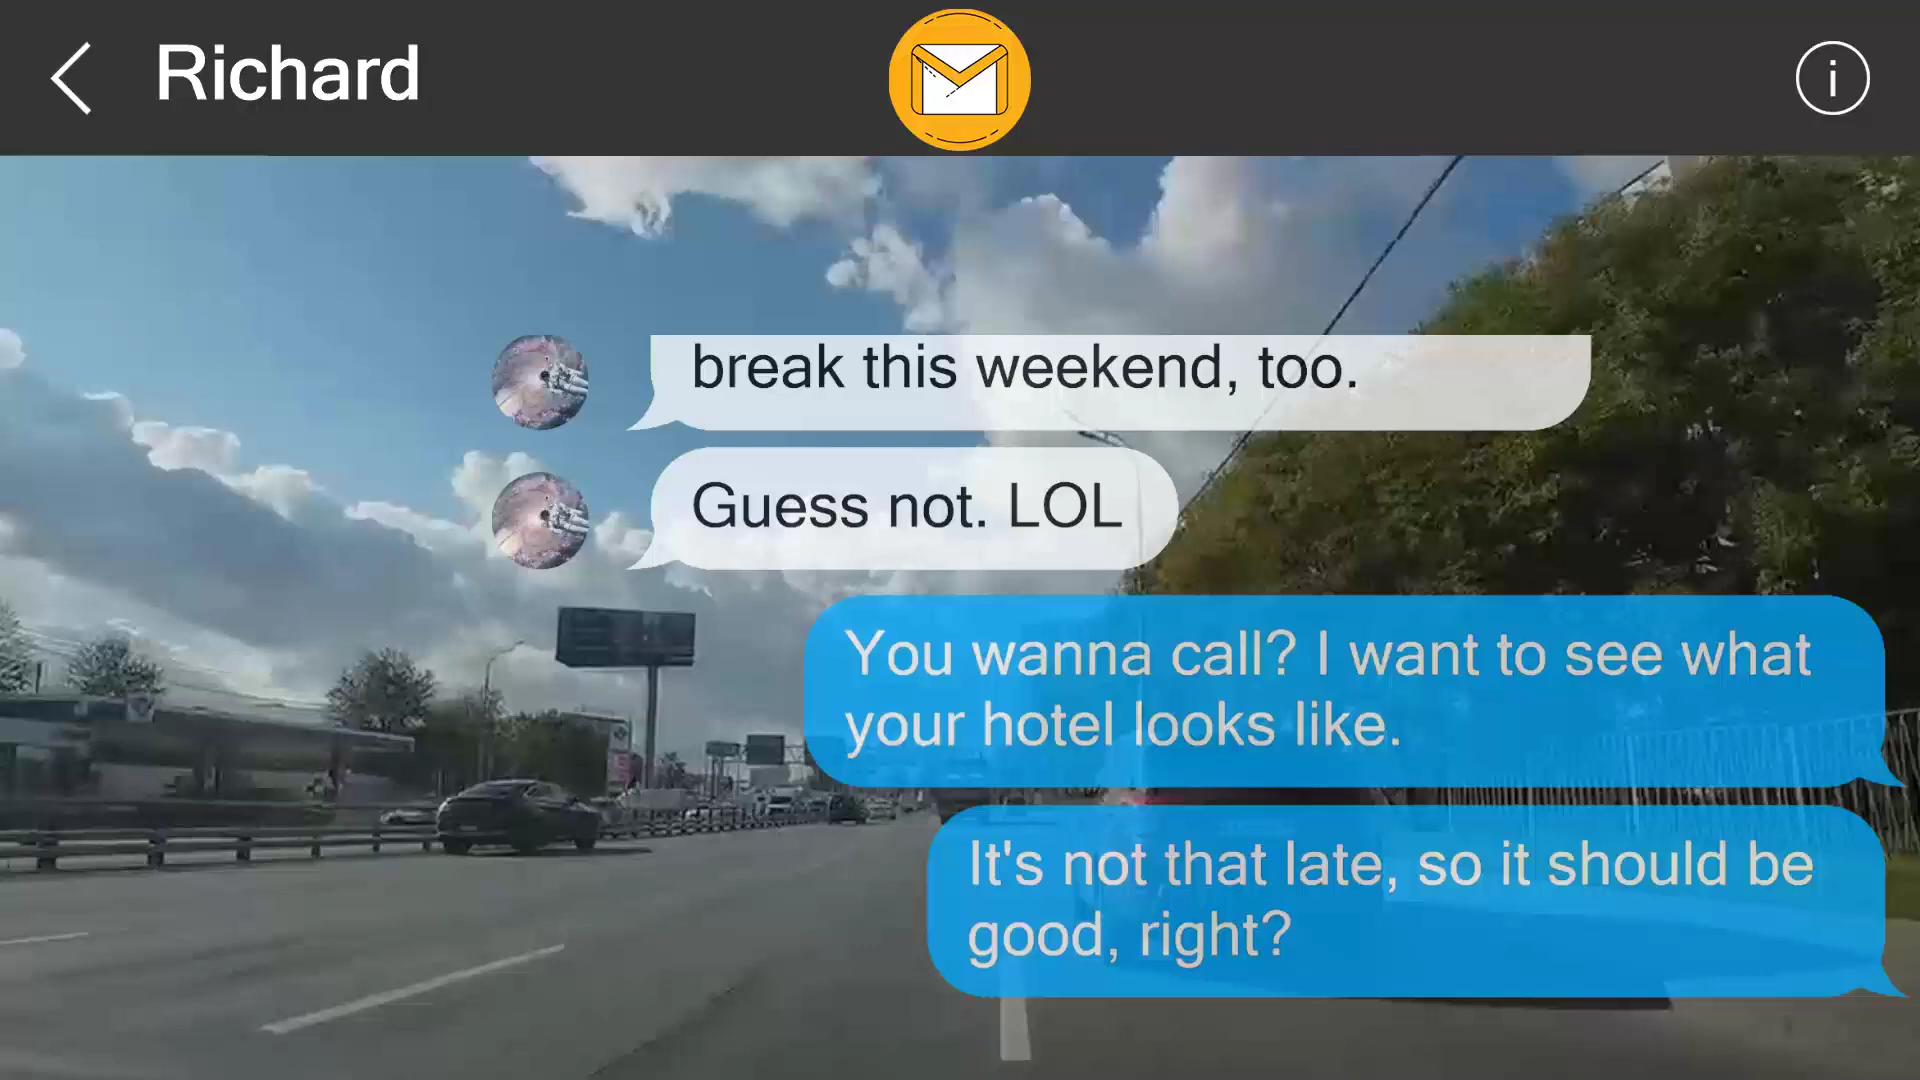 Richard
break this weekend, too.
Guess not. LOL
You wanna call? I want to see what
your hotel looks like.
It's not that late, so it should be
good, right?